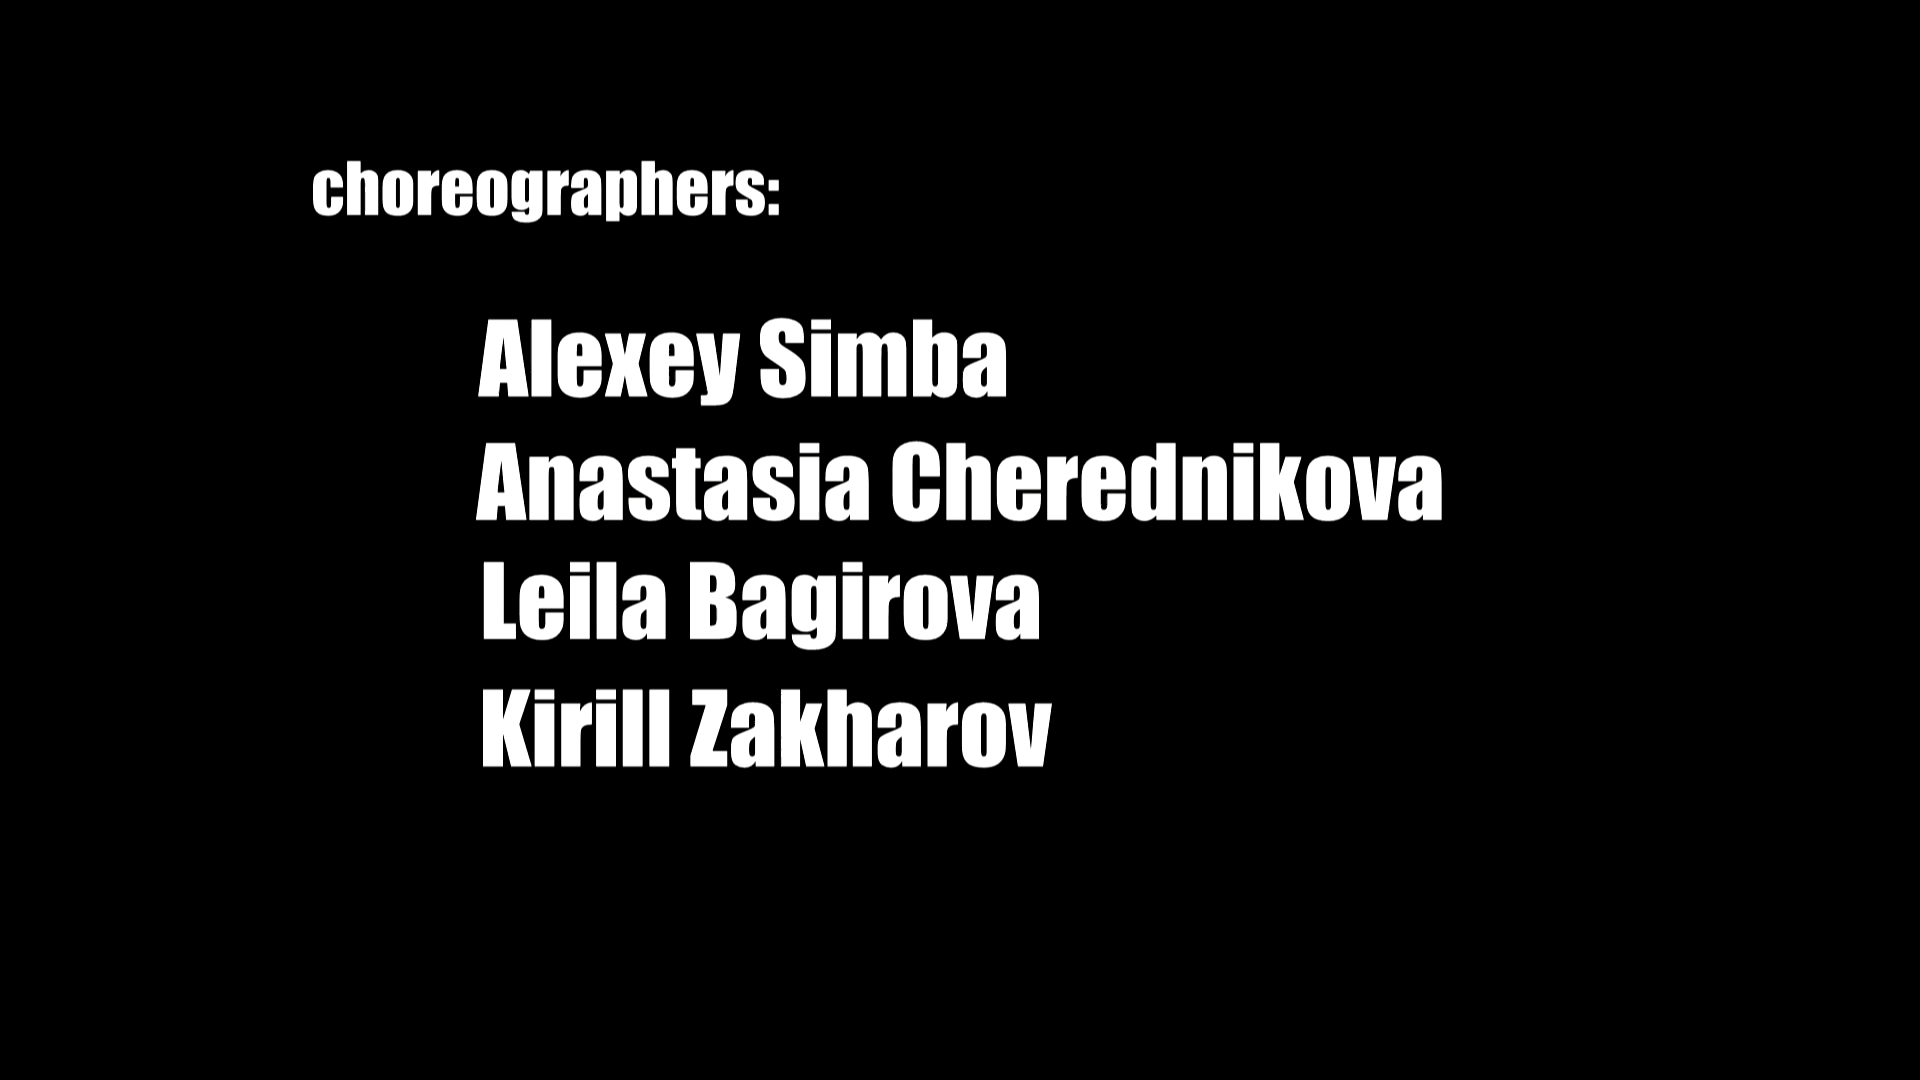 choreographers:
Alexey Simba
Anastasia Cherednikova
Leila Bagirova
Kirill Zakharov